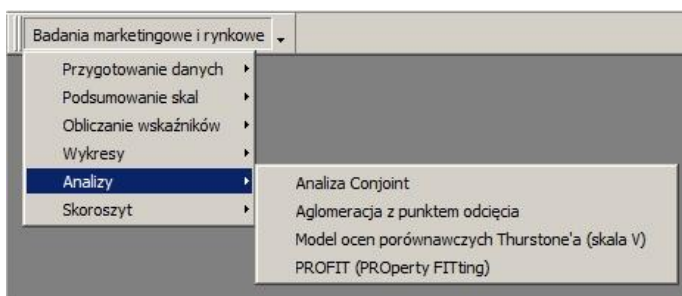 Badania marketingowe i rynkowe
Przygotowanie danych
Podsumowanie skal
Obliczanie wskaźników
Wykresy
Analizy
Skoroszyt
Analiza Conjoint
Aglomeracja z punktem odcięcia
Model ocen porównawczych Thurstone'a (skala V)
PROFIT (PROperty FITting)